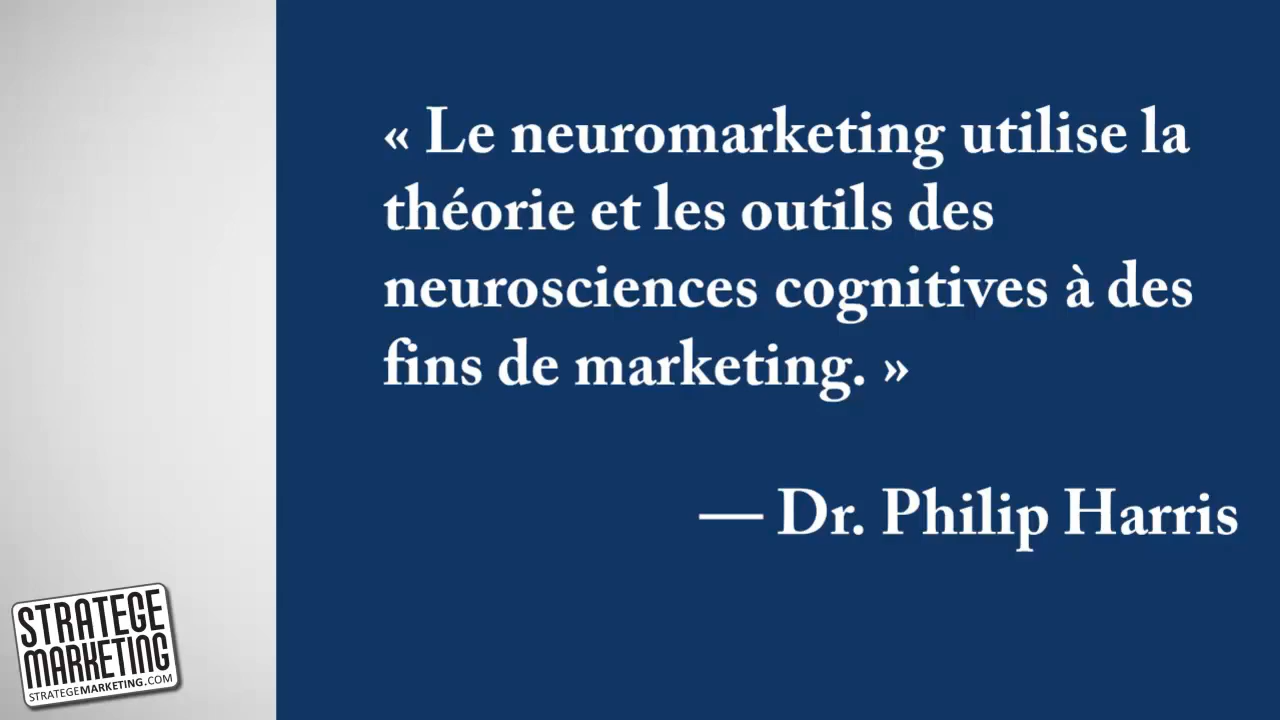 « Le neuromarketing utilise la
théorie et les outils des
neurosciences cognitives à des
fins de marketing. »
— Dr. Philip Harris
STRATEGE
MARKETING
STRATEGEMARKETING.COM